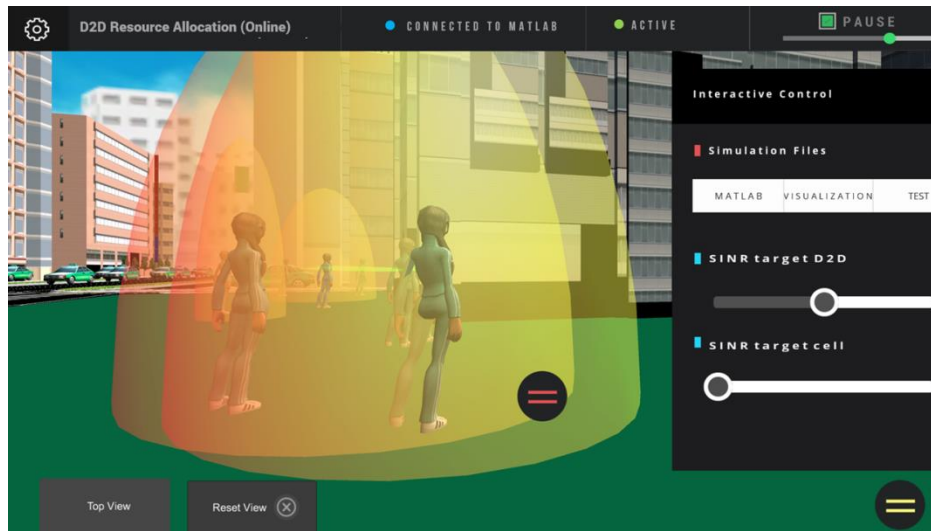 D2D Resource Allocation (Online)
CONNECTED TO MATLAB
ACTIVE
PAUSE
Interactive Control
Simulation Files
MATLAB
VISUALIZATION
TEST
SINR target D2D
SINR target cell
Top View
Reset View